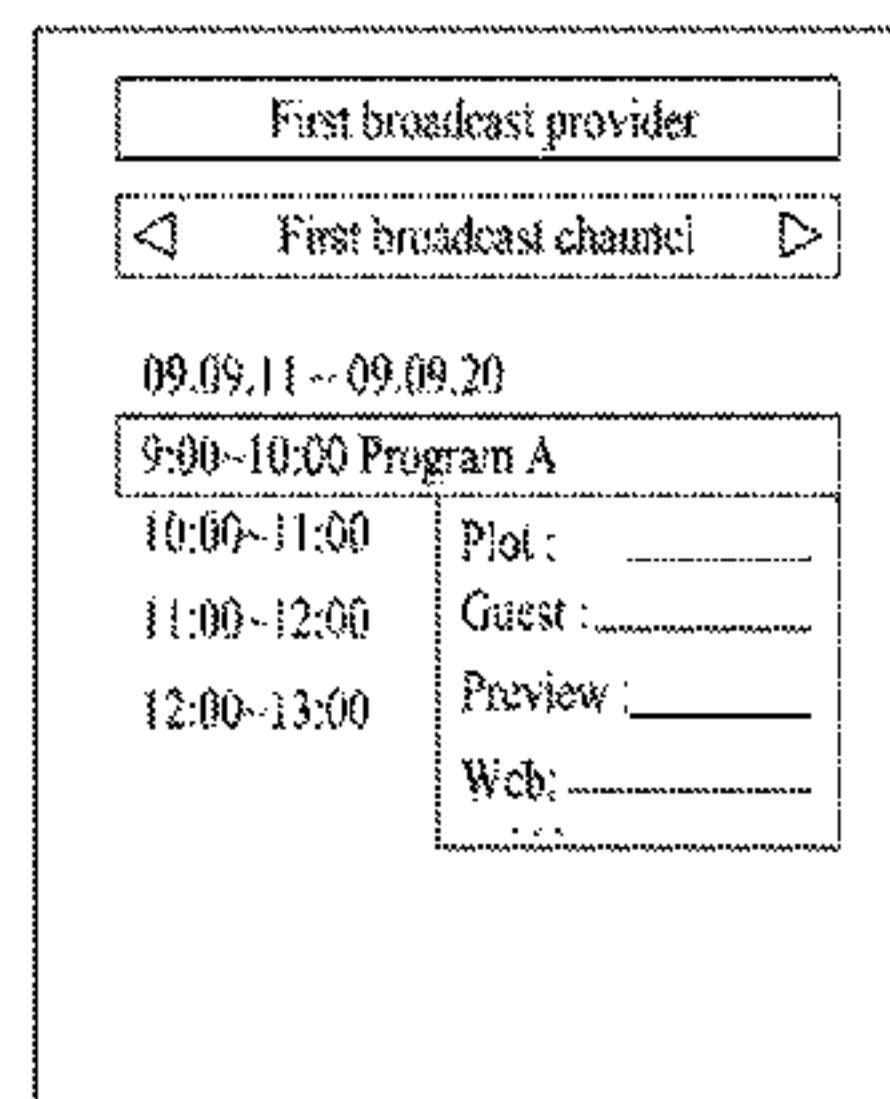 First broadcast provider
First broadcast channel
09.09.11 ~ 09.09.20
9:00~10:00 Program A
10:00~11:00
11:00~12:00
12:00~13:00
Plot :
Guest :
Preview :
Web:
...